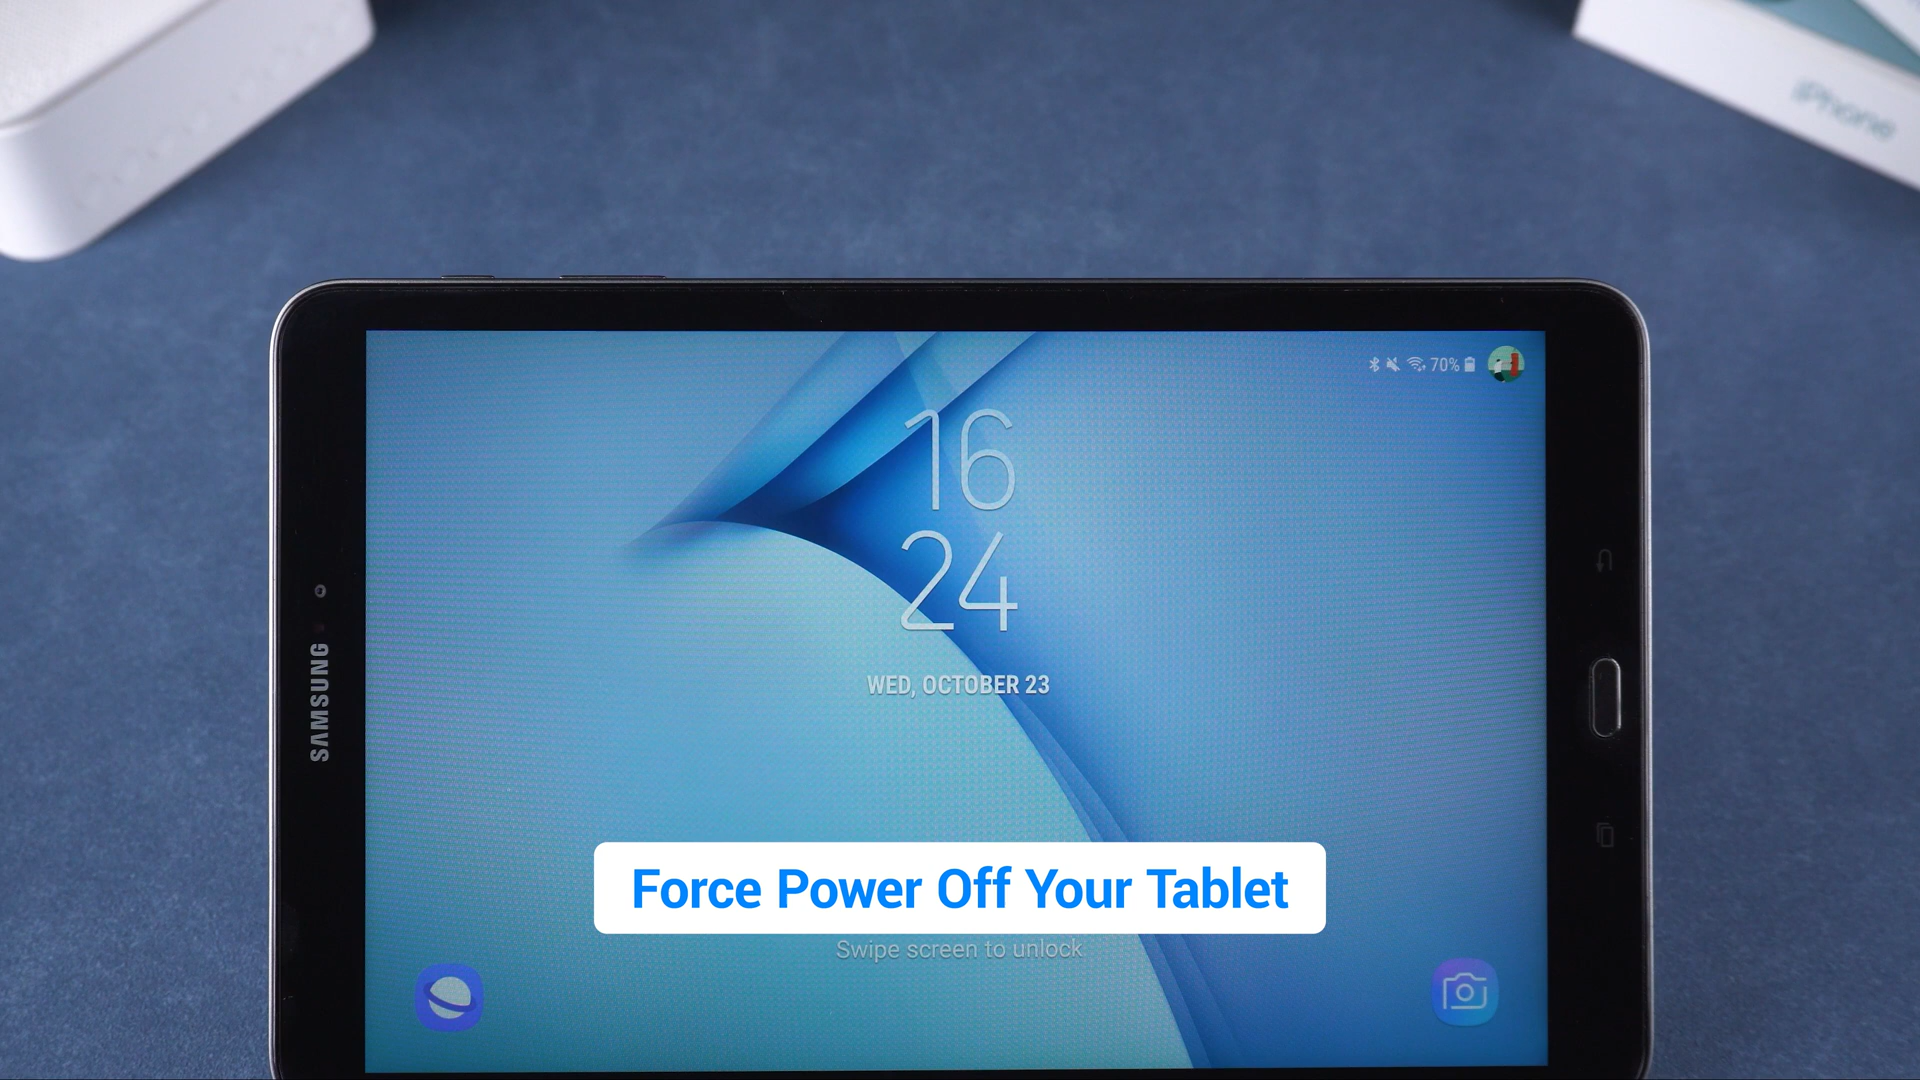 iPhone
70%
16
24
WED, OCTOBER 23
SAMSUNG
Force Power Off Your Tablet
Swipe screen to unlock